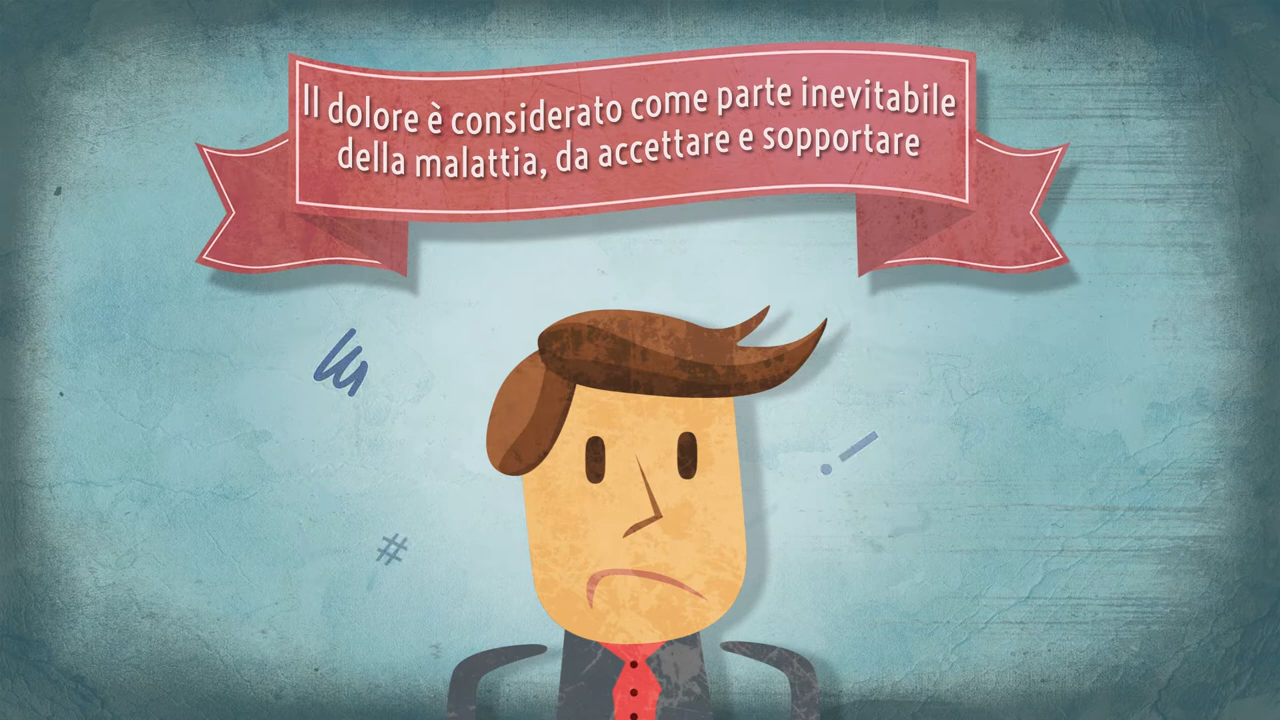 Il dolore è considerato come parte inevitabile
della malattia, da accettare e sopportare
!
#